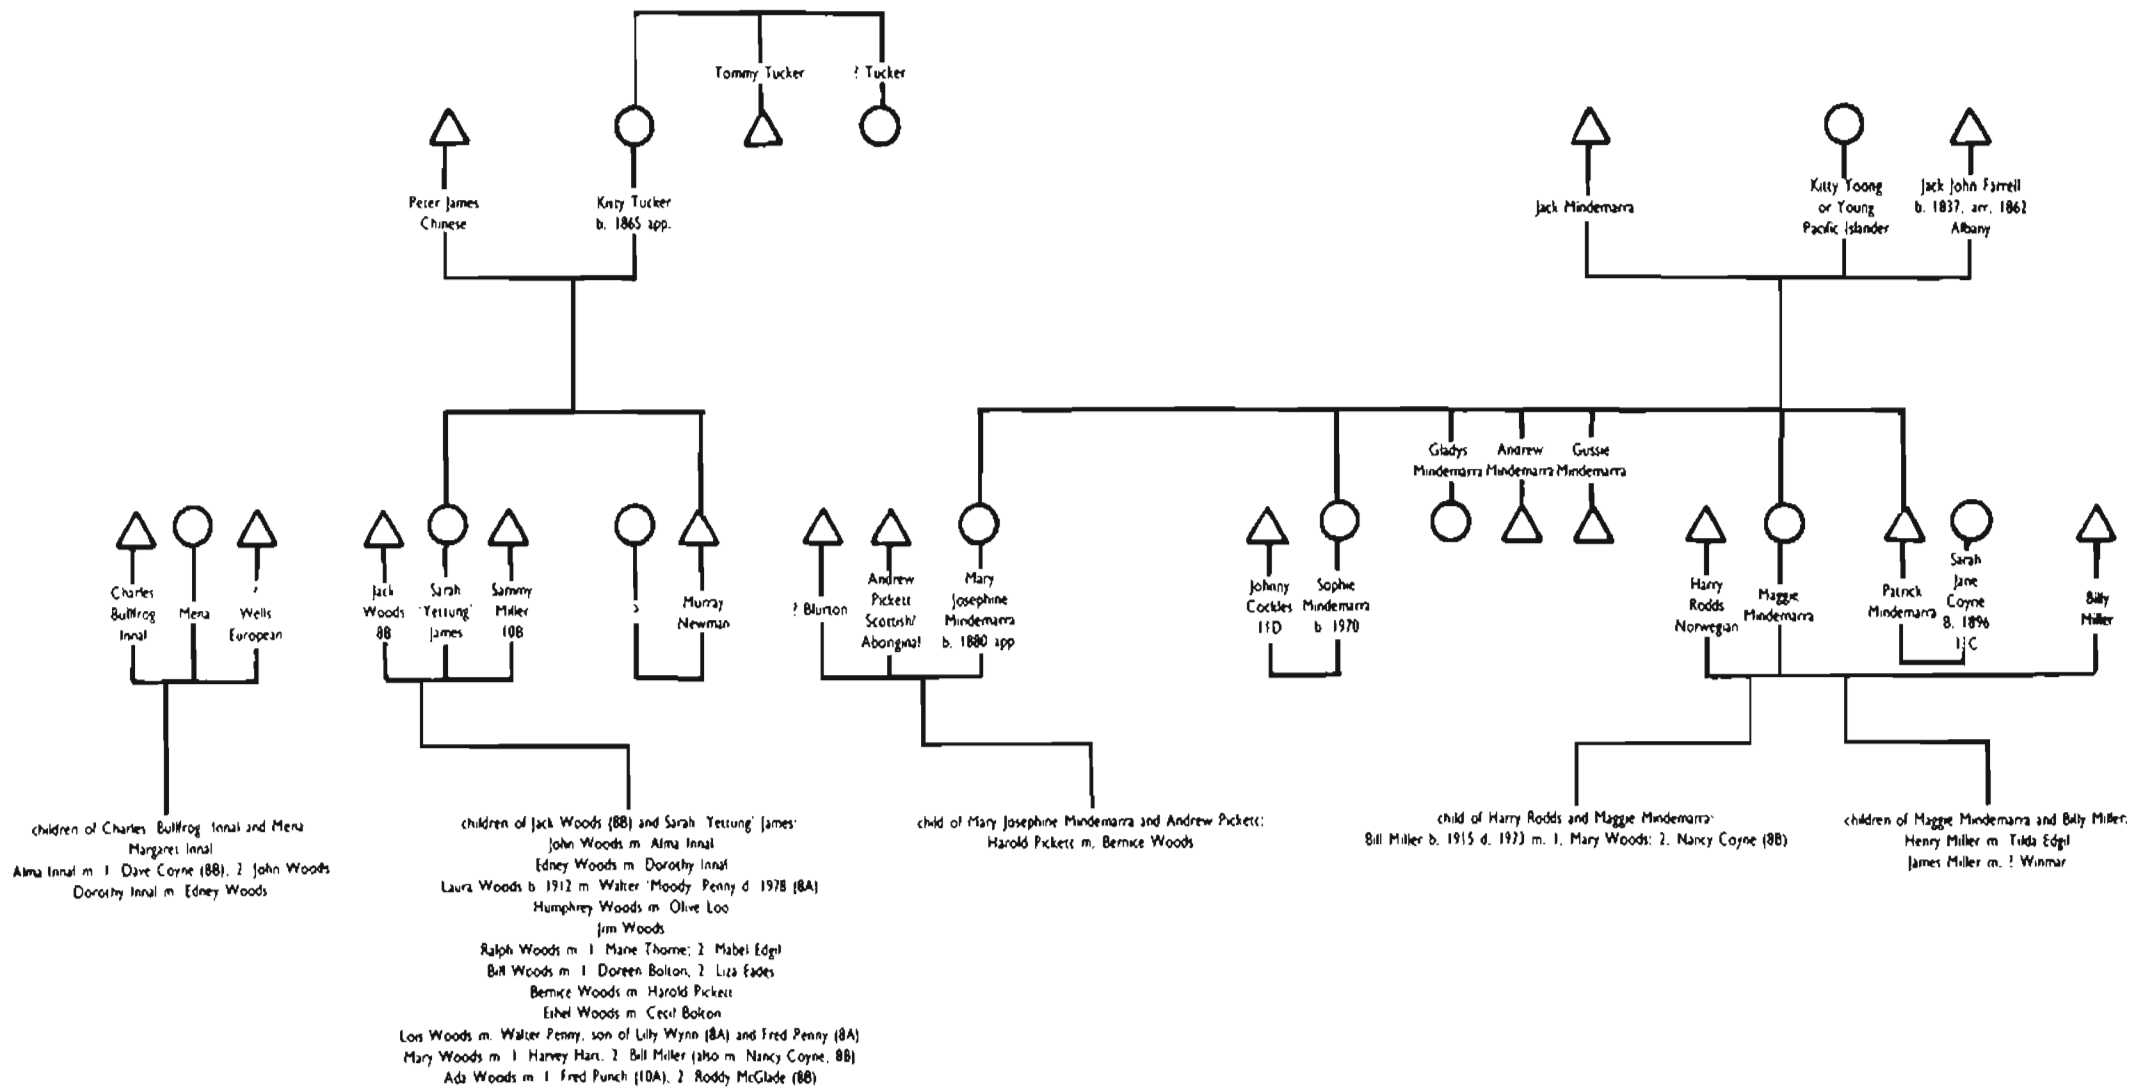 Tommy Tucker
? Tucker
Peter James
Chinese
Kitty Tucker
b. 1865 app.
Jack Mindemarra
Kitty Yoong
or Young
Pacific Islander
Jack John Farrell
b. 1837, arr. 1862
Albany
Gladys
Mindemarra
Andrew
Mindemarra
Gussie
Mindemarra
Charles
Bullfrog
Innal
Mena
?
Wells
European
Jack
Woods
8B
Sarah
'Yettung'
James
Sammy
Miller
10B
?
Murray
Newman
? Blurton
Andrew
Pickett
Scottish/
Aboriginal
Mary
Josephine
Mindemarra
b. 1880 app
Johnny
Cockles
11D
Sophie
Mindemarra
b. 1970
Harry
Rodds
Norwegian
Maggie
Mindemarra
Patrick
Mindemarra
Sarah
Jane
Coyne
B. 1896
11C
Billy
Miller
children of Charles Bullfrog Innal and Mena
Margaret Innal
Alma Innal m 1 Dave Coyne (8B), 2 John Woods
Dorothy Innal m Edney Woods
children of Jack Woods (8B) and Sarah 'Yettung' James:
John Woods m Alma Innal
Edney Woods m Dorothy Innal
Laura Woods b 1912 m Walter 'Moody' Penny d 1978 (8A)
Humphrey Woods m Olive Loo
Jim Woods
Ralph Woods m 1 Marie Thorne; 2 Mabel Edgil
Bill Woods m 1 Doreen Bolton, 2 Liza Eades
Bernice Woods m Harold Pickett
Ethel Woods m Cecil Bolton
Lois Woods m. Walter Penny, son of Lilly Wynn (8A) and Fred Penny (8A)
Mary Woods m 1 Harvey Hart, 2 Bill Miller (also m Nancy Coyne, 8B)
Ada Woods m 1 Fred Punch (10A), 2 Roddy McGlade (8B)
child of Mary Josephine Mindemarra and Andrew Pickett:
Harold Pickett m. Bernice Woods
child of Harry Rodds and Maggie Mindemarra:
Bill Miller b. 1915 d. 1973 m. 1. Mary Woods; 2. Nancy Coyne (8B)
children of Maggie Mindemarra and Billy Miller:
Henry Miller m Tilda Edgil
James Miller m. ? Winmar